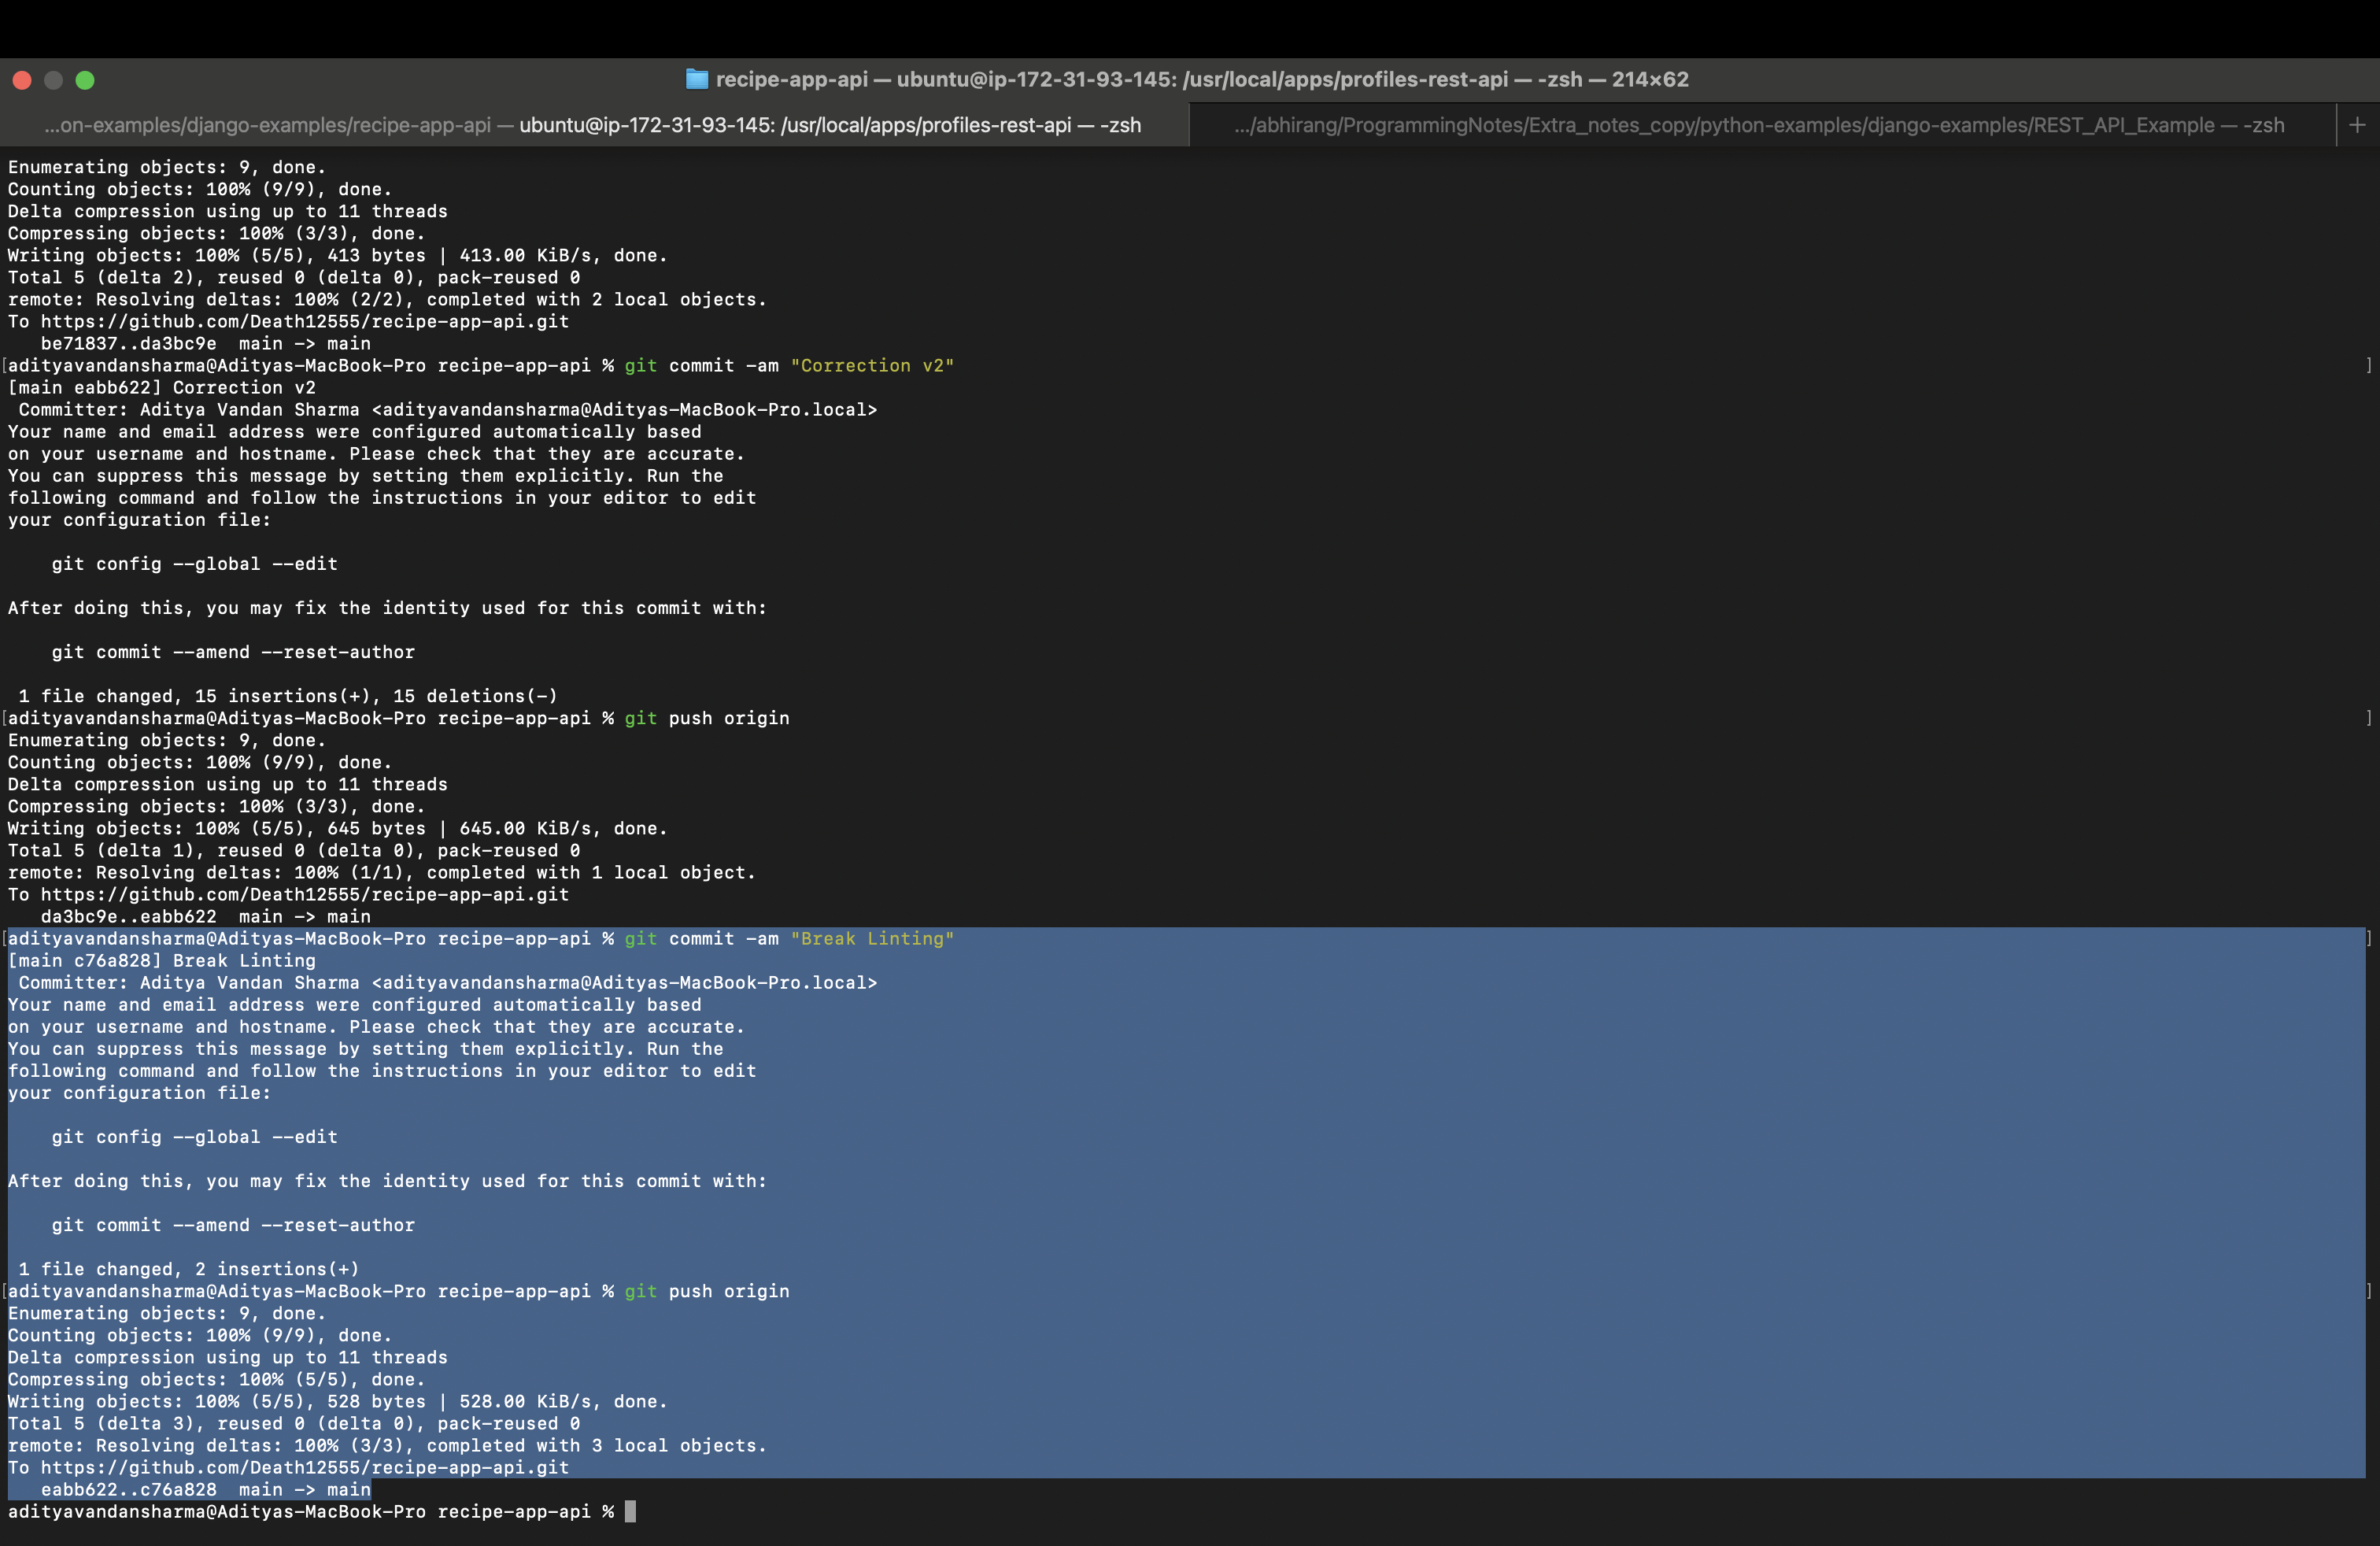 recipe-app-api — ubuntu@ip-172-31-93-145: /usr/local/apps/profiles-rest-api — -zsh — 214×62
...on-examples/django-examples/recipe-app-api — ubuntu@ip-172-31-93-145: /usr/local/apps/profiles-rest-api — -zsh
.../abhirang/ProgrammingNotes/Extra_notes_copy/python-examples/django-examples/REST_API_Example — -zsh
+
Enumerating objects: 9, done.
Counting objects: 100% (9/9), done.
Delta compression using up to 11 threads
Compressing objects: 100% (3/3), done.
Writing objects: 100% (5/5), 413 bytes | 413.00 KiB/s, done.
Total 5 (delta 2), reused 0 (delta 0), pack-reused 0
remote: Resolving deltas: 100% (2/2), completed with 2 local objects.
To https://github.com/Death12555/recipe-app-api.git
   be71837..da3bc9e  main -> main
[adityavandansharma@Adityas-MacBook-Pro recipe-app-api % git commit -am "Correction v2" ]
[main eabb622] Correction v2
 Committer: Aditya Vandan Sharma <adityavandansharma@Adityas-MacBook-Pro.local>
Your name and email address were configured automatically based
on your username and hostname. Please check that they are accurate.
You can suppress this message by setting them explicitly. Run the
following command and follow the instructions in your editor to edit
your configuration file:
    git config --global --edit
After doing this, you may fix the identity used for this commit with:
    git commit --amend --reset-author
 1 file changed, 15 insertions(+), 15 deletions(-)
[adityavandansharma@Adityas-MacBook-Pro recipe-app-api % git push origin ]
Enumerating objects: 9, done.
Counting objects: 100% (9/9), done.
Delta compression using up to 11 threads
Compressing objects: 100% (3/3), done.
Writing objects: 100% (5/5), 645 bytes | 645.00 KiB/s, done.
Total 5 (delta 1), reused 0 (delta 0), pack-reused 0
remote: Resolving deltas: 100% (1/1), completed with 1 local object.
To https://github.com/Death12555/recipe-app-api.git
   da3bc9e..eabb622  main -> main
[adityavandansharma@Adityas-MacBook-Pro recipe-app-api % git commit -am "Break Linting" ]
[main c76a828] Break Linting
 Committer: Aditya Vandan Sharma <adityavandansharma@Adityas-MacBook-Pro.local>
Your name and email address were configured automatically based
on your username and hostname. Please check that they are accurate.
You can suppress this message by setting them explicitly. Run the
following command and follow the instructions in your editor to edit
your configuration file:
    git config --global --edit
After doing this, you may fix the identity used for this commit with:
    git commit --amend --reset-author
 1 file changed, 2 insertions(+)
[adityavandansharma@Adityas-MacBook-Pro recipe-app-api % git push origin ]
Enumerating objects: 9, done.
Counting objects: 100% (9/9), done.
Delta compression using up to 11 threads
Compressing objects: 100% (5/5), done.
Writing objects: 100% (5/5), 528 bytes | 528.00 KiB/s, done.
Total 5 (delta 3), reused 0 (delta 0), pack-reused 0
remote: Resolving deltas: 100% (3/3), completed with 3 local objects.
To https://github.com/Death12555/recipe-app-api.git
   eabb622..c76a828  main -> main
adityavandansharma@Adityas-MacBook-Pro recipe-app-api %